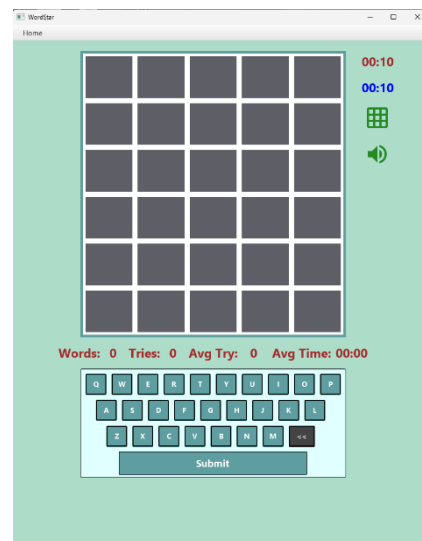 WordStar
Home
00:10
00:10
Words: 0 Tries: 0 Avg Try: 0 Avg Time: 00:00
Q W E R T Y U I O P
A S D F G H J K L
Z X C V B N M <<
Submit